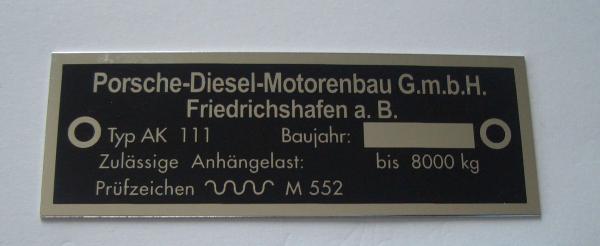 Porsche-Diesel-Motorenbau G.m.b.H.
Friedrichshafen a. B.
Typ AK 111 Baujahr:
Zulässige Anhängelast: bis 8000 kg
Prüfzeichen M 552